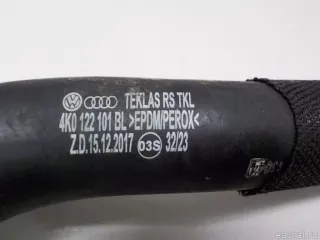 TEKLAS RS TKL
4K0 122 101 BL >EPDM/PEROX<
Z.D.15.12.2017 03S 32/23